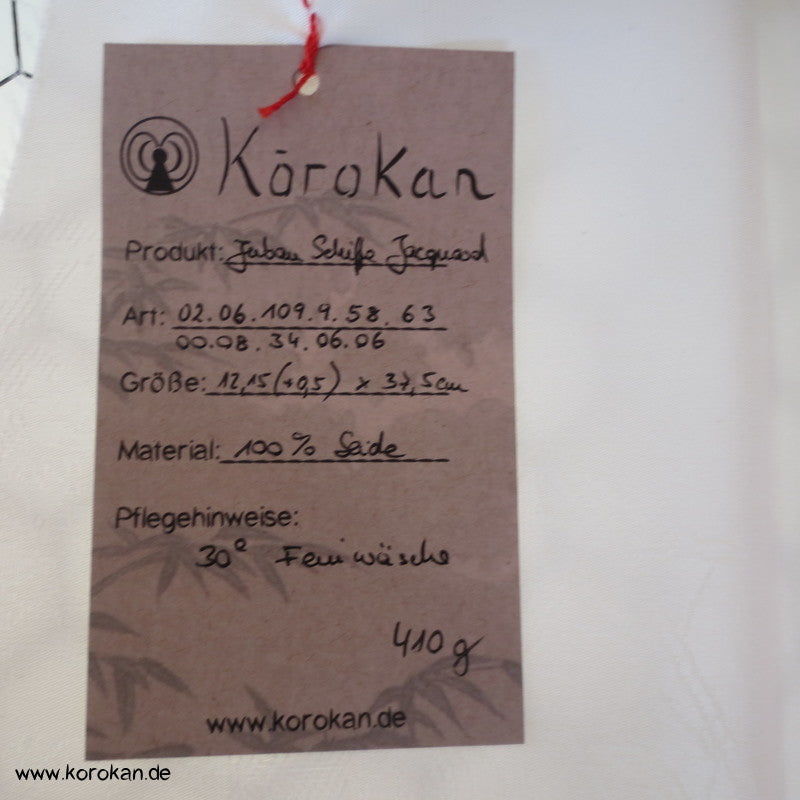 Kōrokan
Produkt: Juban Schiffe Jacquard
Art: 02.06.109.9.58.63
00.08.34.06.06
Größe: 12,15(+0,5) x 37,5cm
Material: 100% Seide
Pflegehinweise:
30° Feinwäsche
410 g
www.korokan.de
www.korokan.de